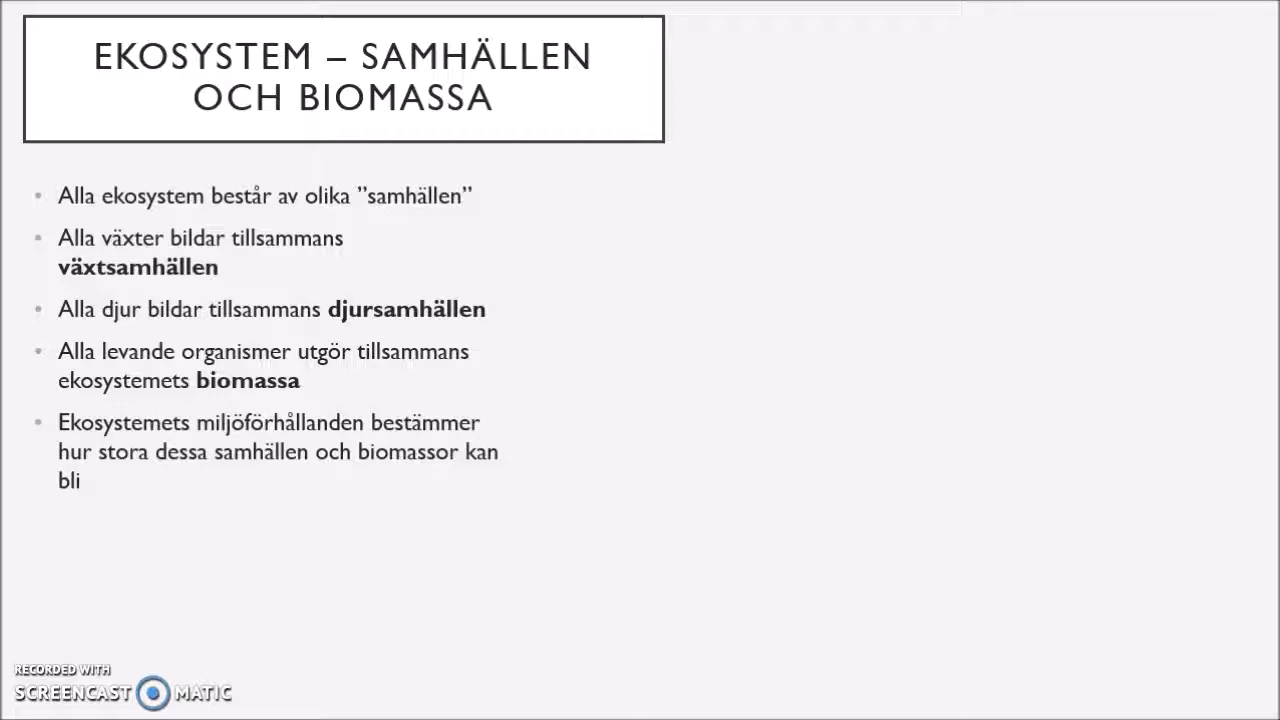 EKOSYSTEM – SAMHÄLLEN
OCH BIOMASSA
• Alla ekosystem består av olika ”samhällen”
• Alla växter bildar tillsammans
växtsamhällen
• Alla djur bildar tillsammans djursamhällen
• Alla levande organismer utgör tillsammans
ekosystemets biomassa
• Ekosystemets miljöförhållanden bestämmer
hur stora dessa samhällen och biomassor kan
bli
RECORDED WITH
SCREENCAST MATIC